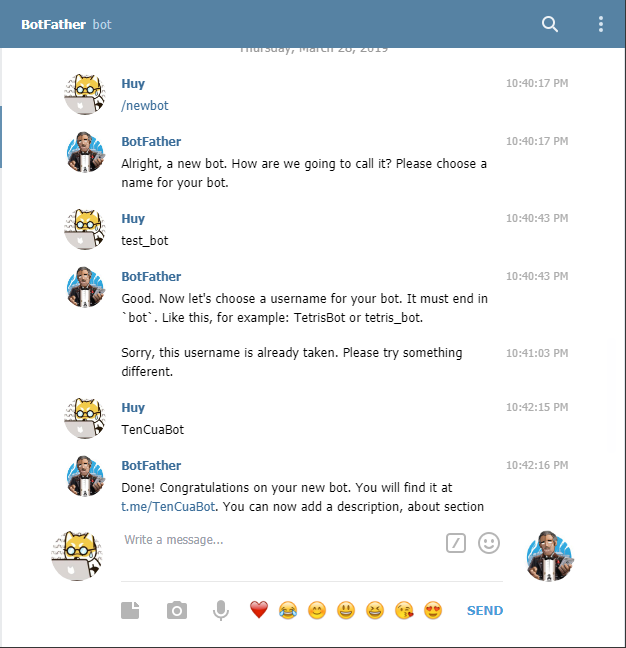 BotFather bot
Thursday, March 28, 2019
Huy 10:40:17 PM
/newbot
BotFather 10:40:17 PM
Alright, a new bot. How are we going to call it? Please choose a
name for your bot.
Huy 10:40:43 PM
test_bot
BotFather 10:40:43 PM
Good. Now let's choose a username for your bot. It must end in
`bot`. Like this, for example: TetrisBot or tetris_bot.
Sorry, this username is already taken. Please try something 10:41:03 PM
different.
Huy 10:42:15 PM
TenCuaBot
BotFather 10:42:16 PM
Done! Congratulations on your new bot. You will find it at
t.me/TenCuaBot. You can now add a description, about section
Write a message...
SEND